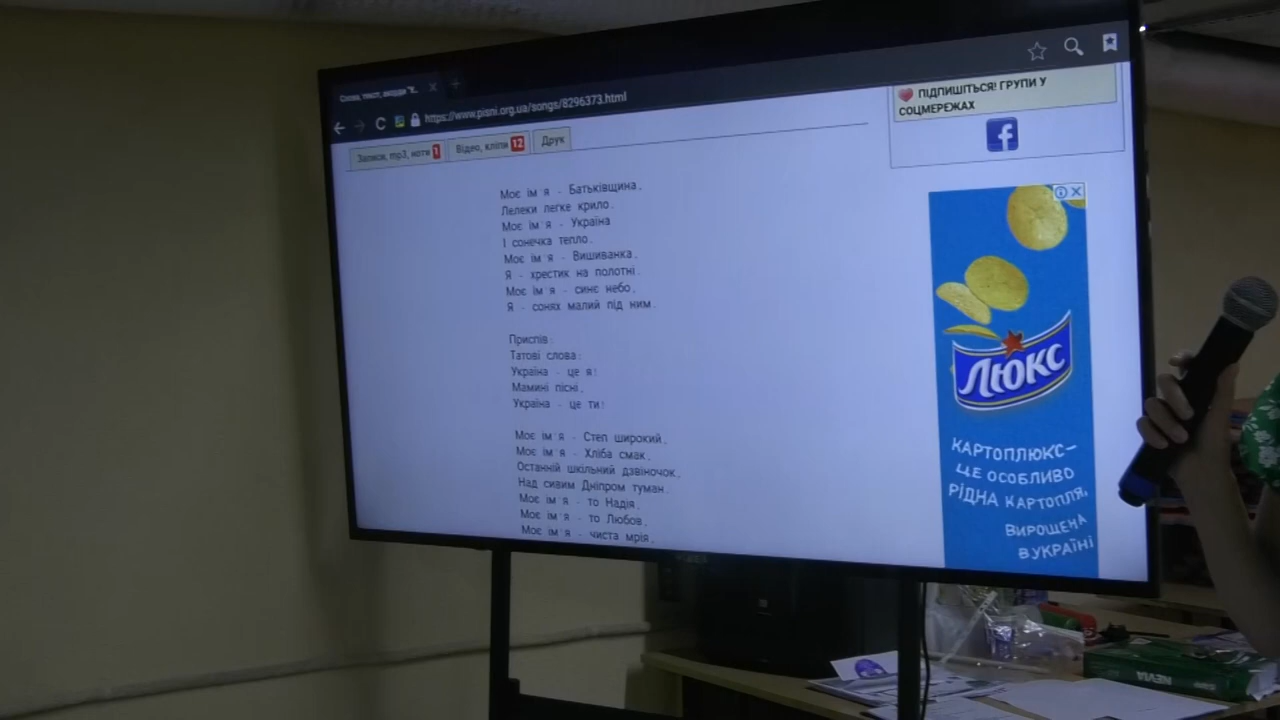 https://www.pisni.org.ua/songs/8296373.html
Записи, mp3, ноти 1
Відео, кліпи 12
Друк
ПІДПИШІТЬСЯ! ГРУПИ У
СОЦМЕРЕЖАХ
Моє ім'я - Батьківщина,
Лелеки легке крило.
Моє ім'я - Україна
І сонечка тепло.
Моє ім'я - Вишиванка,
Я - хрестик на полотні.
Моє ім'я - синє небо,
Я - сонях малий під ним.
Приспів:
Татові слова:
Україна - це я!
Мамині пісні,
Україна - це ти!
Моє ім'я - Степ широкий,
Моє ім'я - Хліба смак,
Останній шкільний дзвіночок,
Над сивим Дніпром туман.
Моє ім'я - то Надія,
Моє ім'я - то Любов,
Моє ім'я - чиста мрія,
Люкс
КАРТОПЛЮКС–
ЦЕ ОСОБЛИВО
РІДНА КАРТОПЛЯ,
ВИРОЩЕНА
В УКРАЇНІ
NEVIA